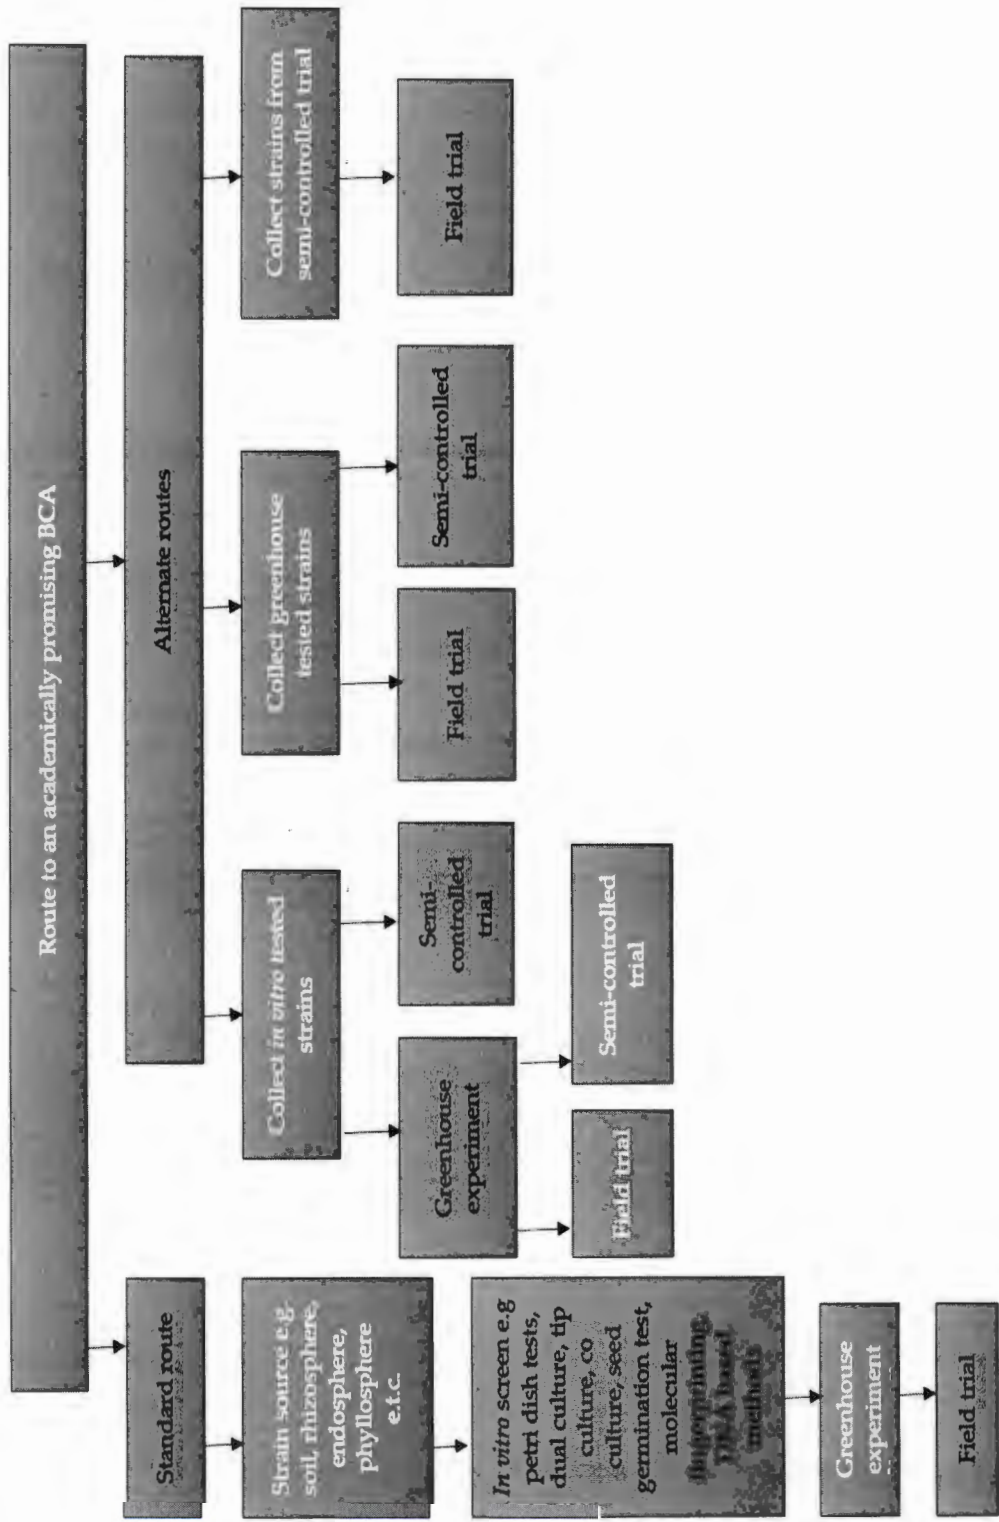 Route to an academically promising BCA
Standard route
Alternate routes
Strain source e.g.
soil, rhizosphere,
endosphere,
phyllosphere
e.t.c.
Collect in vitro tested
strains
Collect greenhouse
tested strains
Collect strains from
semi-controlled trial
In vitro screen e.g
petri dish tests,
dual culture, tip
culture, co
culture, seed
germination test,
molecular
fingerprinting,
DNA based
methods
Greenhouse
experiment
Semi-
controlled
trial
Field trial
Semi-controlled
trial
Field trial
Field trial
Semi-controlled
trial
Greenhouse
experiment
Field trial